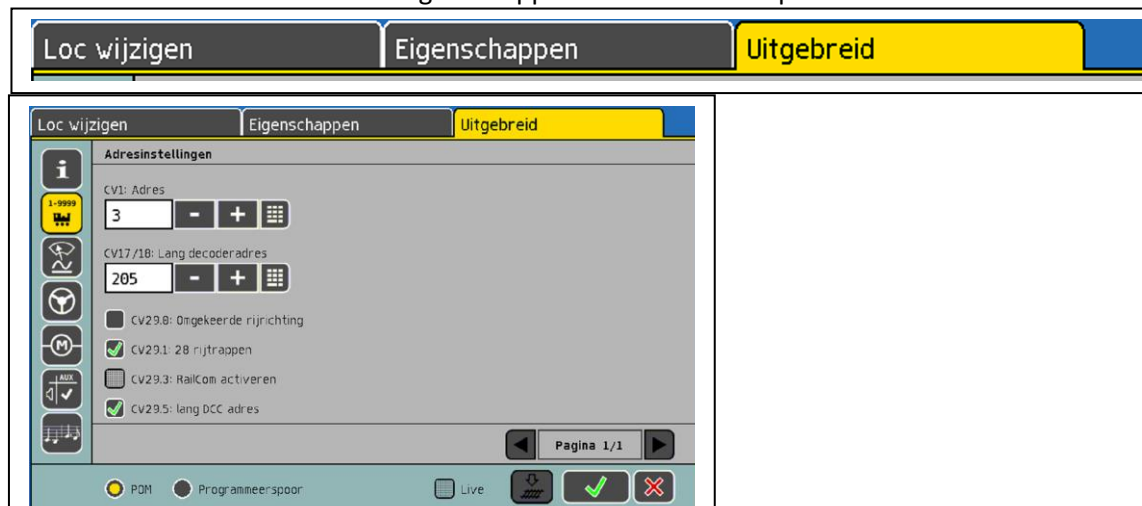 Loc wijzigen Eigenschappen Uitgebreid
Loc wijzigen Eigenschappen Uitgebreid
i
Adresinstellingen
CV1: Adres
1-9999
3 - +
CV17/18: Lang decoderadres
205 - +
CV29.0: Omgekeerde rijrichting
M
CV29.1: 28 rijtrappen
AUX
CV29.3: RailCom activeren
CV29.5: lang DCC adres
Pagina 1/1
POM Programmeerspoor Live